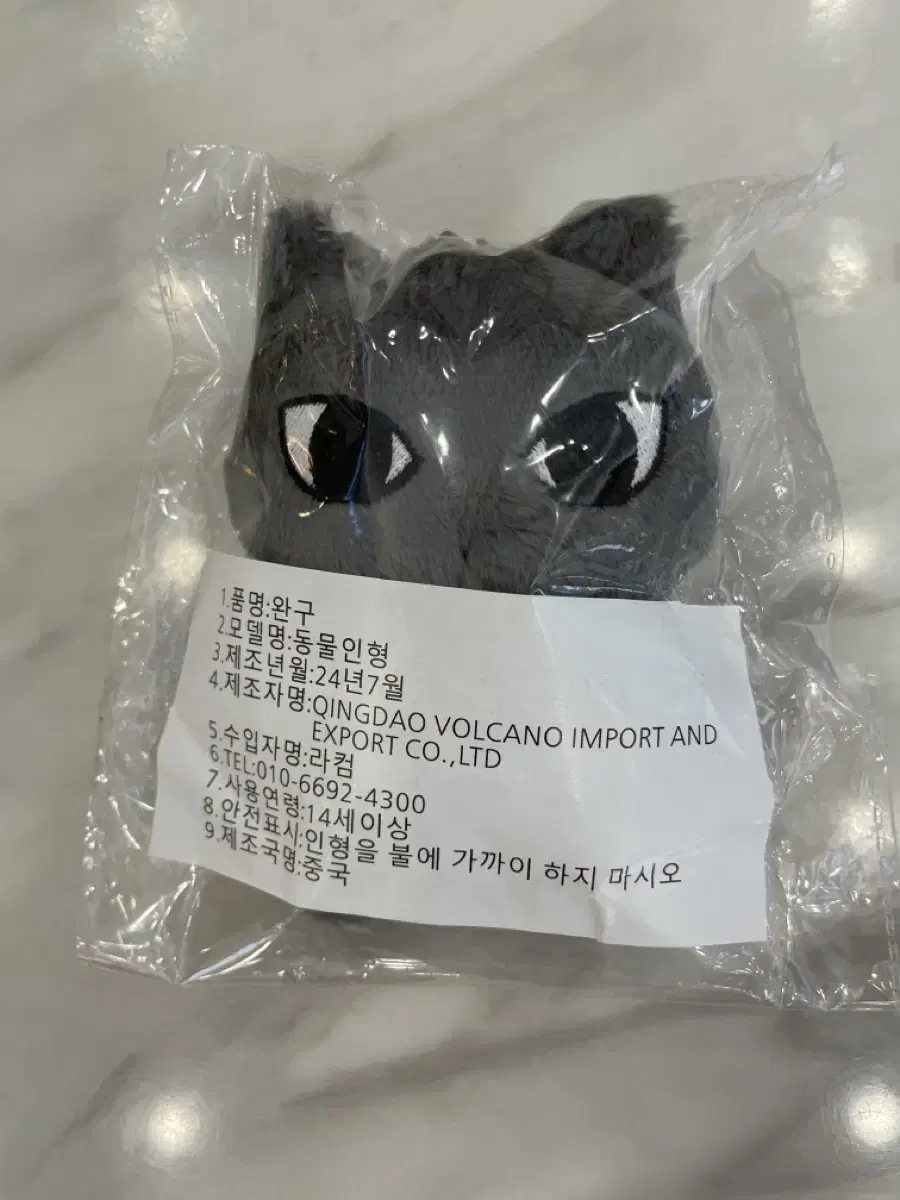 1.품명:완구
2.모델명:동물인형
3.제조년월:24년7월
4.제조자명:QINGDAO VOLCANO IMPORT AND
EXPORT CO.,LTD
5.수입자명:라컴
6.TEL:010-6692-4300
7.사용연령:14세이상
8.안전표시:인형을 불에 가까이 하지 마시오
9.제조국명:중국